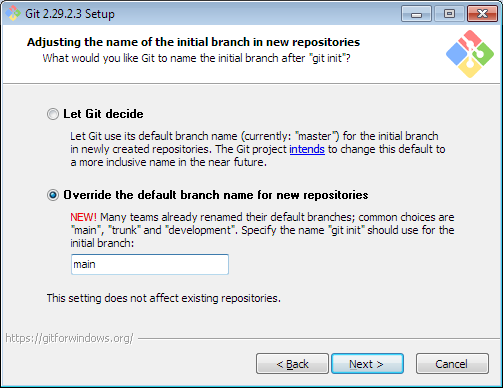 Git 2.29.2.3 Setup
Adjusting the name of the initial branch in new repositories
What would you like Git to name the initial branch after "git init"?
Let Git decide
Let Git use its default branch name (currently: "master") for the initial branch
in newly created repositories. The Git project intends to change this default to
a more inclusive name in the near future.
Override the default branch name for new repositories
NEW! Many teams already renamed their default branches; common choices are
"main", "trunk" and "development". Specify the name "git init" should use for the
initial branch:
main
This setting does not affect existing repositories.
https://gitforwindows.org/
< Back
Next >
Cancel